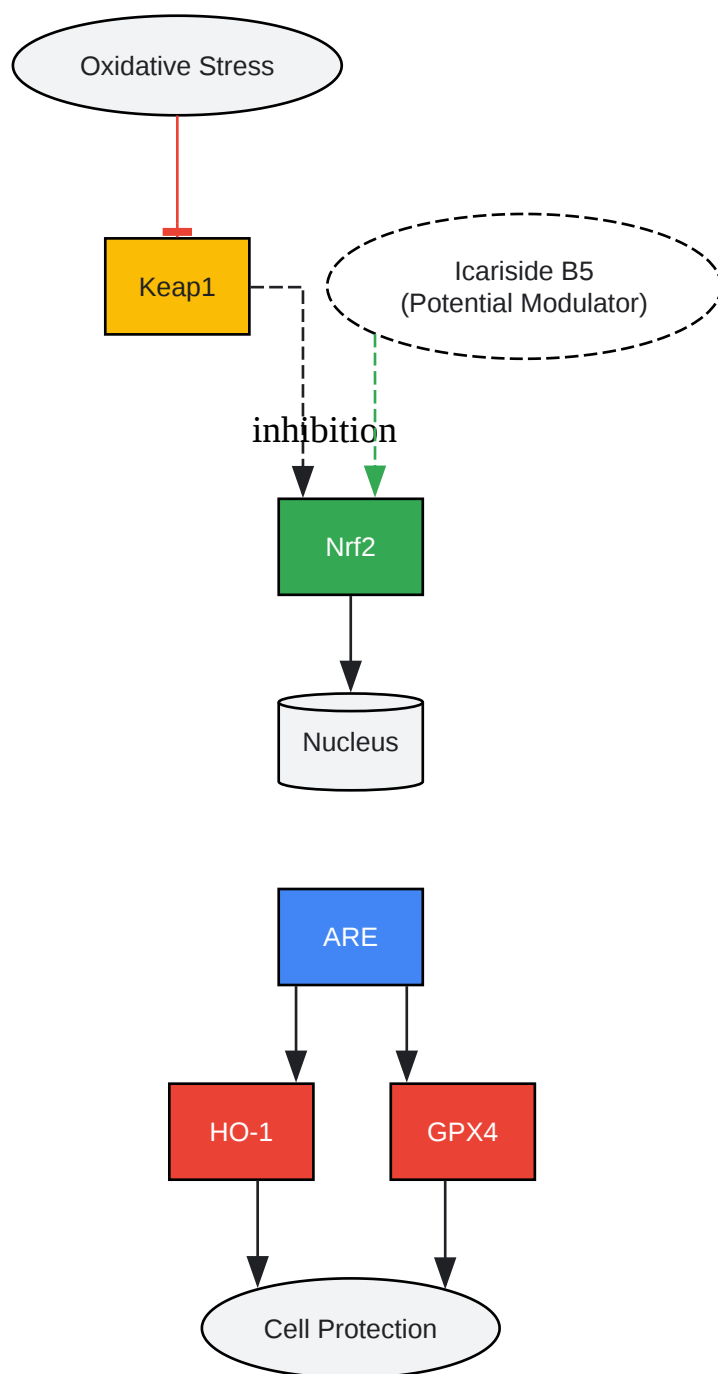 Oxidative Stress
Keap1
Icariside B5
(Potential Modulator)
inhibition
Nrf2
Nucleus
ARE
HO-1
GPX4
Cell Protection